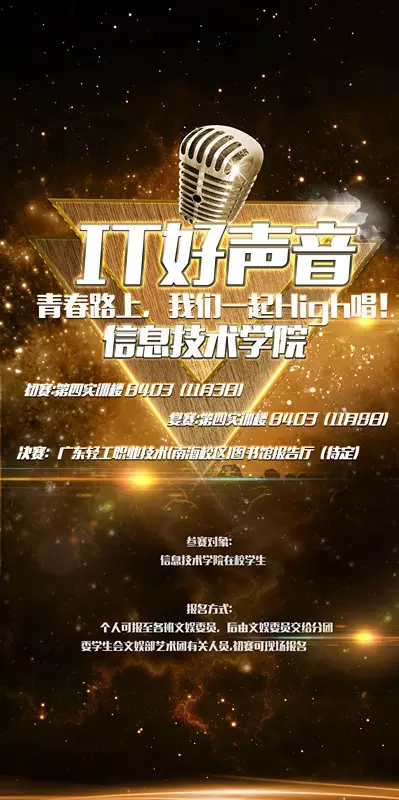 IT好声音
青春路上，我们一起High唱！
信息技术学院
初赛:第四实训楼 8403（11月3日）
复赛:第四实训楼 8403（11月8日）
决赛：广东轻工职业技术(南海校区)图书馆报告厅（待定）
参赛对象：
信息技术学院在校学生
报名方式：
个人可报至各班文娱委员，后由文娱委员交给分团
委学生会文娱部艺术团有关人员,初赛可现场报名